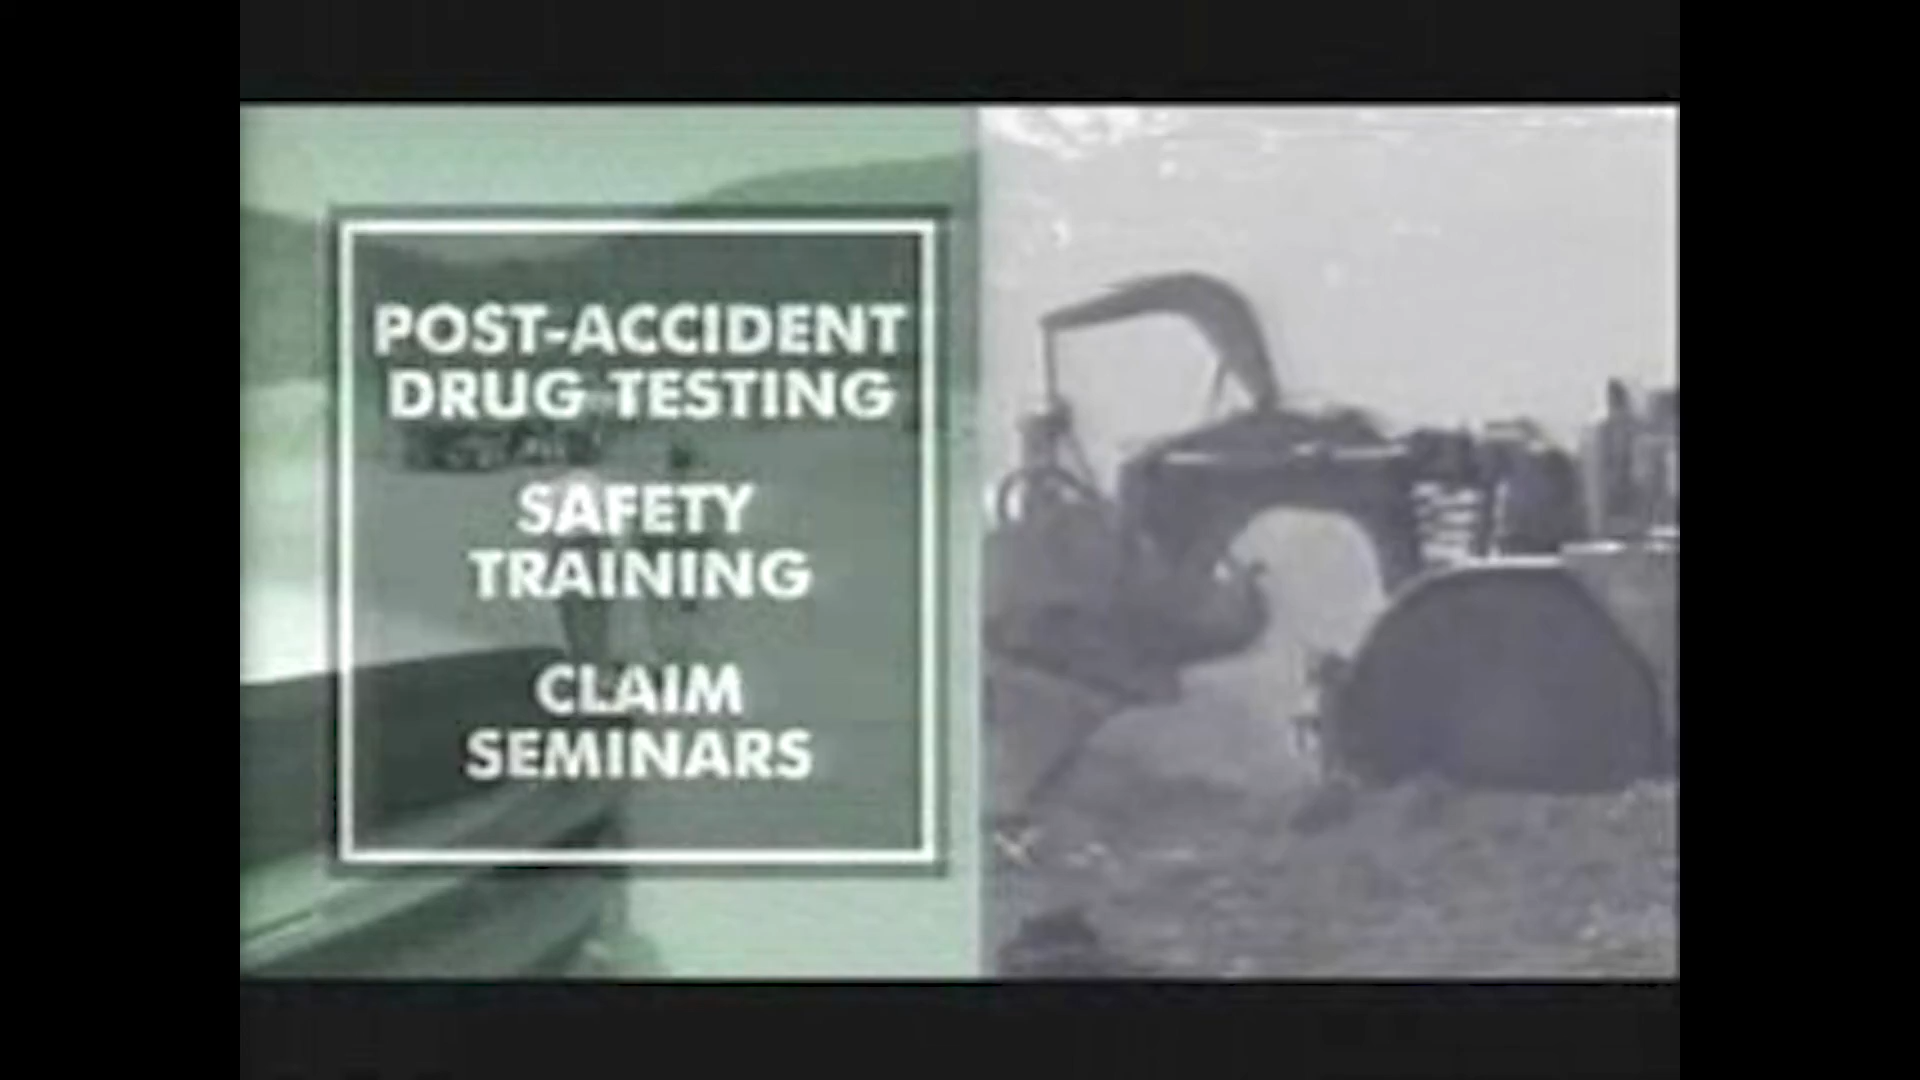 POST-ACCIDENT
DRUG TESTING
SAFETY
TRAINING
CLAIM
SEMINARS